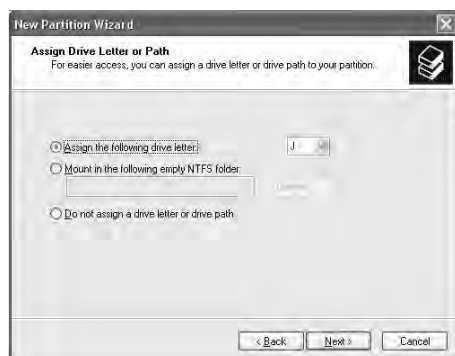 New Partition Wizard
Assign Drive Letter or Path
For easier access, you can assign a drive letter or drive path to your partition.
Assign the following drive letter: J
Mount in the following empty NTFS folder:
Do not assign a drive letter or drive path
< Back Next > Cancel